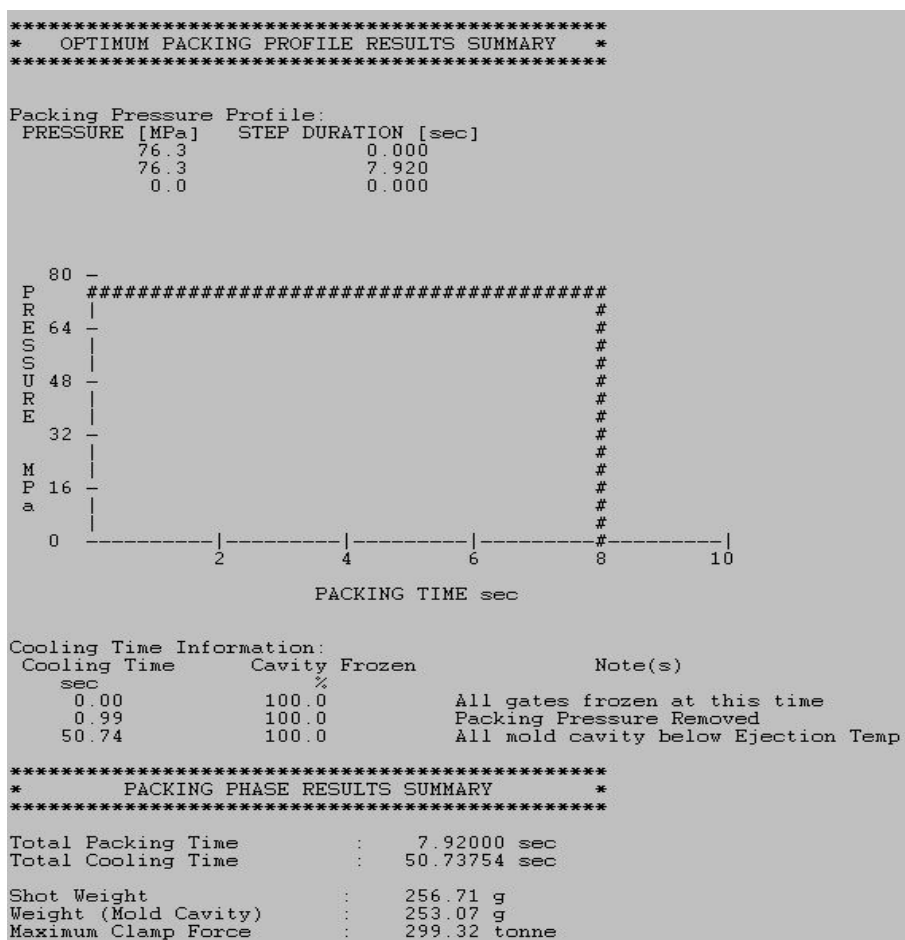 **********************************************
* OPTIMUM PACKING PROFILE RESULTS SUMMARY *
**********************************************
Packing Pressure Profile:
PRESSURE [MPa] STEP DURATION [sec]
76.3 0.000
76.3 7.920
0.0 0.000
80
64
48
32
16
0
PRESSURE MPa
2 4 6 8 10
PACKING TIME sec
Cooling Time Information:
Cooling Time Cavity Frozen Note(s)
sec %
0.00 100.0 All gates frozen at this time
0.99 100.0 Packing Pressure Removed
50.74 100.0 All mold cavity below Ejection Temp
**********************************************
* PACKING PHASE RESULTS SUMMARY *
**********************************************
Total Packing Time : 7.92000 sec
Total Cooling Time : 50.73754 sec
Shot Weight : 256.71 g
Weight (Mold Cavity) : 253.07 g
Maximum Clamp Force : 299.32 tonne